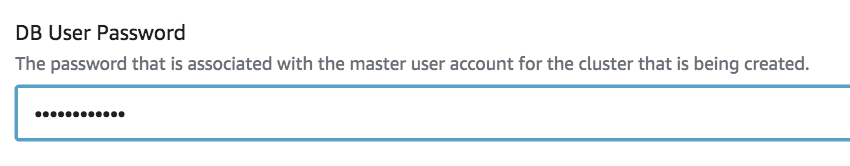 DB User Password
The password that is associated with the master user account for the cluster that is being created.
••••••••••••